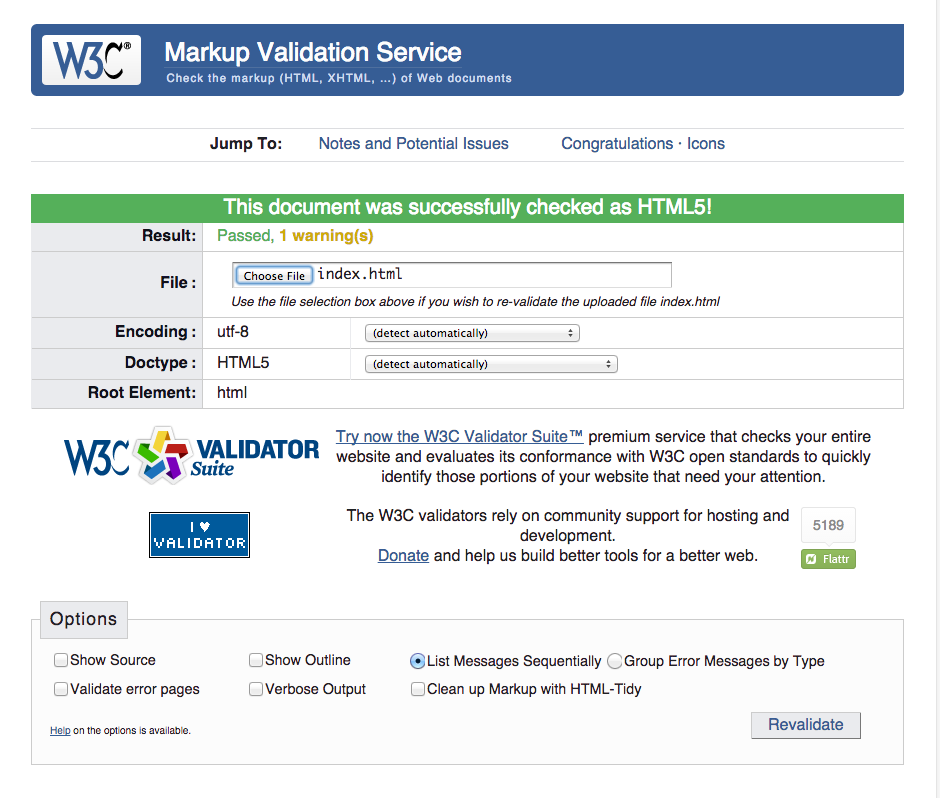 W3C®
Markup Validation Service
Check the markup (HTML, XHTML, …) of Web documents
Jump To: Notes and Potential Issues Congratulations · Icons
This document was successfully checked as HTML5!
Result: Passed, 1 warning(s)
File : Choose File index.html
Use the file selection box above if you wish to re-validate the uploaded file index.html
Encoding : utf-8 (detect automatically)
Doctype : HTML5 (detect automatically)
Root Element: html
W3C VALIDATOR Suite
Try now the W3C Validator Suite™ premium service that checks your entire
website and evaluates its conformance with W3C open standards to quickly
identify those portions of your website that need your attention.
I ♥
VALIDATOR
The W3C validators rely on community support for hosting and
development.
Donate and help us build better tools for a better web.
5189
Flattr
Options
Show Source Show Outline List Messages Sequentially Group Error Messages by Type
Validate error pages Verbose Output Clean up Markup with HTML-Tidy
Help on the options is available.
Revalidate